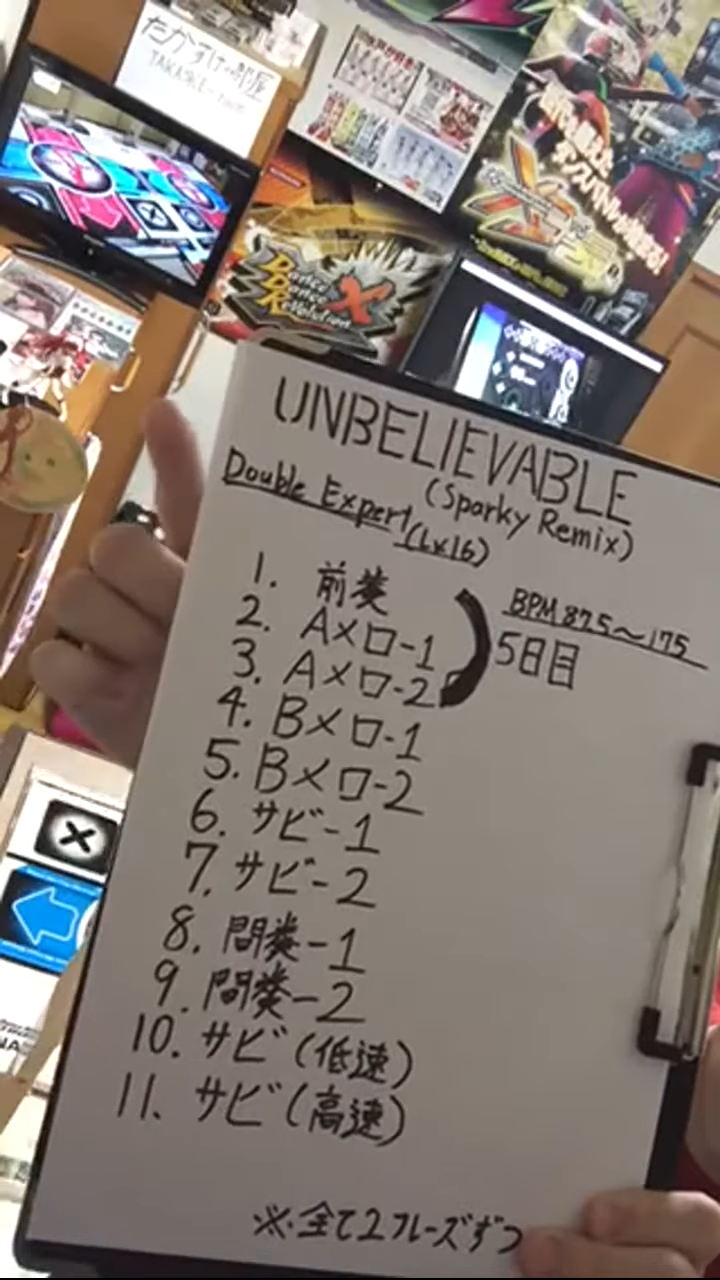 たかすけの部屋
TAKASKE-room
Dance
Dance
Revolution
X
UNBELIEVABLE
(Sparky Remix)
Double Expert
(Lv16)
1. 前奏
2. Aメロ-1
3. Aメロ-2
BPM 87.5〜175
5日目
4. Bメロ-1
5. Bメロ-2
6. サビ-1
7. サビ-2
8. 間奏-1
9. 間奏-2
10. サビ(低速)
11. サビ(高速)
※全て2フレーズずつ